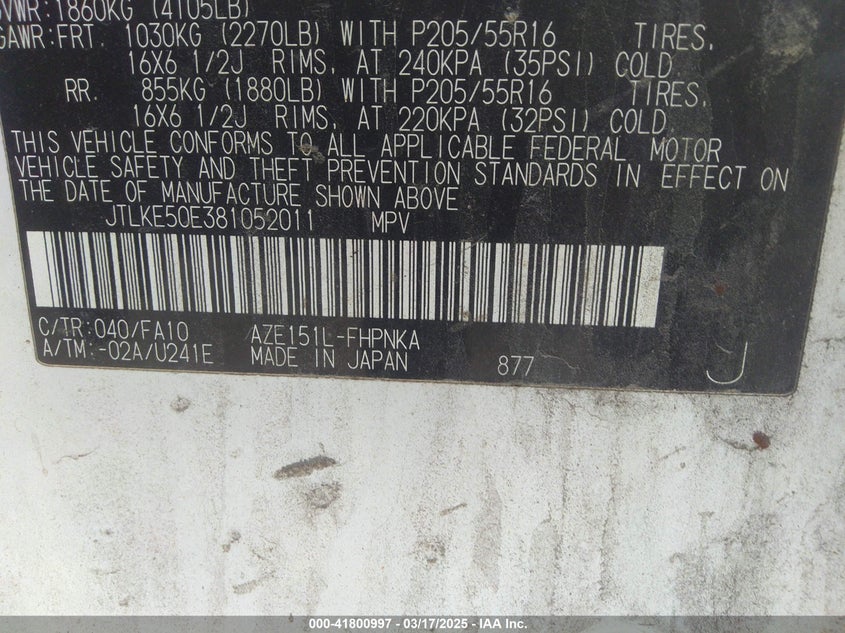 GVWR:1860KG (4105LB)
GAWR:FRT. 1030KG (2270LB) WITH P205/55R16 TIRES,
16X6 1/2J RIMS, AT 240KPA (35PSI) COLD.
RR. 855KG (1880LB) WITH P205/55R16 TIRES,
16X6 1/2J RIMS, AT 220KPA (32PSI) COLD.
THIS VEHICLE CONFORMS TO ALL APPLICABLE FEDERAL MOTOR
VEHICLE SAFETY AND THEFT PREVENTION STANDARDS IN EFFECT ON
THE DATE OF MANUFACTURE SHOWN ABOVE
JTLKE50E381052011 MPV
C/TR:040/FA10 AZE151L-FHPNKA
A/TM:-02A/U241E MADE IN JAPAN 877 J
000-41800997 - 03/17/2025 - IAA Inc.